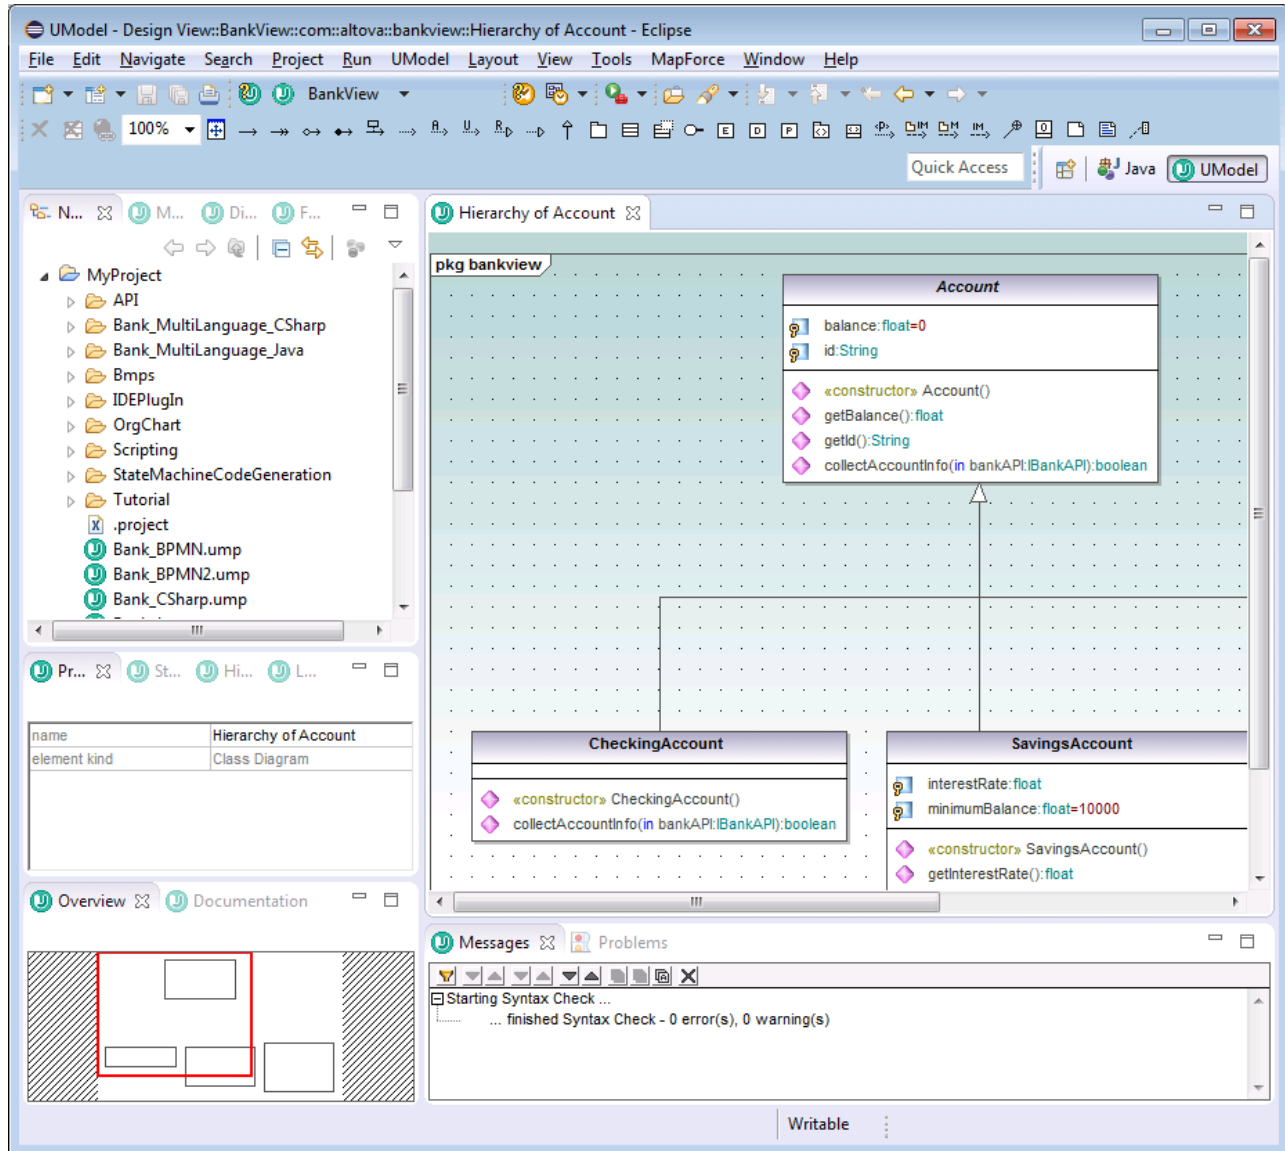 UModel - Design View::BankView::com::altova::bankview::Hierarchy of Account - Eclipse
File Edit Navigate Search Project Run UModel Layout View Tools MapForce Window Help
BankView
100%
Quick Access
Java
UModel
N...
M...
Di...
F...
MyProject
API
Bank_MultiLanguage_CSharp
Bank_MultiLanguage_Java
Bmps
IDEPlugIn
OrgChart
Scripting
StateMachineCodeGeneration
Tutorial
.project
Bank_BPMN.ump
Bank_BPMN2.ump
Bank_CSharp.ump
Pr...
St...
Hi...
L...
name Hierarchy of Account
element kind Class Diagram
Overview
Documentation
Hierarchy of Account
pkg bankview
Account
balance:float=0
id:String
«constructor» Account()
getBalance():float
getId():String
collectAccountInfo(in bankAPI:IBankAPI):boolean
CheckingAccount
«constructor» CheckingAccount()
collectAccountInfo(in bankAPI:IBankAPI):boolean
SavingsAccount
interestRate:float
minimumBalance:float=10000
«constructor» SavingsAccount()
getInterestRate():float
Messages
Problems
Starting Syntax Check ...
... finished Syntax Check - 0 error(s), 0 warning(s)
Writable